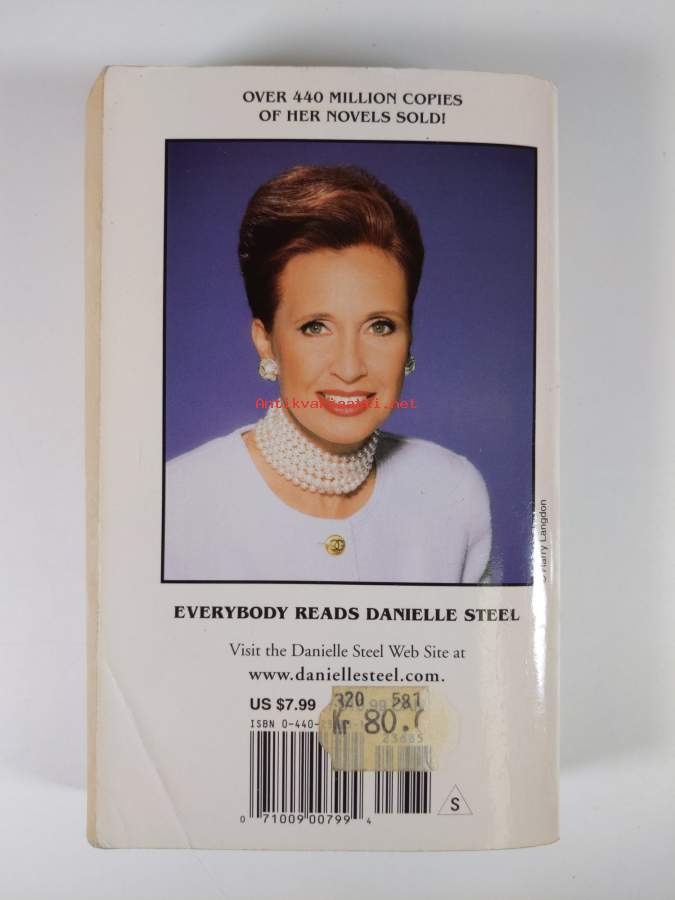 OVER 440 MILLION COPIES
OF HER NOVELS SOLD!
Antikvariaatti.net
© Harry Langdon
EVERYBODY READS DANIELLE STEEL
Visit the Danielle Steel Web Site at
www.daniellesteel.com.
US $7.99
320 581
Kr 80.
ISBN 0-440-
S
0 71009 00799 4